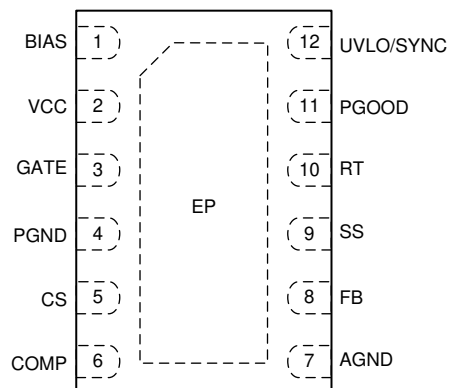 BIAS 1 12 UVLO/SYNC
VCC 2 11 PGOOD
GATE 3 10 RT
EP
PGND 4 9 SS
CS 5 8 FB
COMP 6 7 AGND